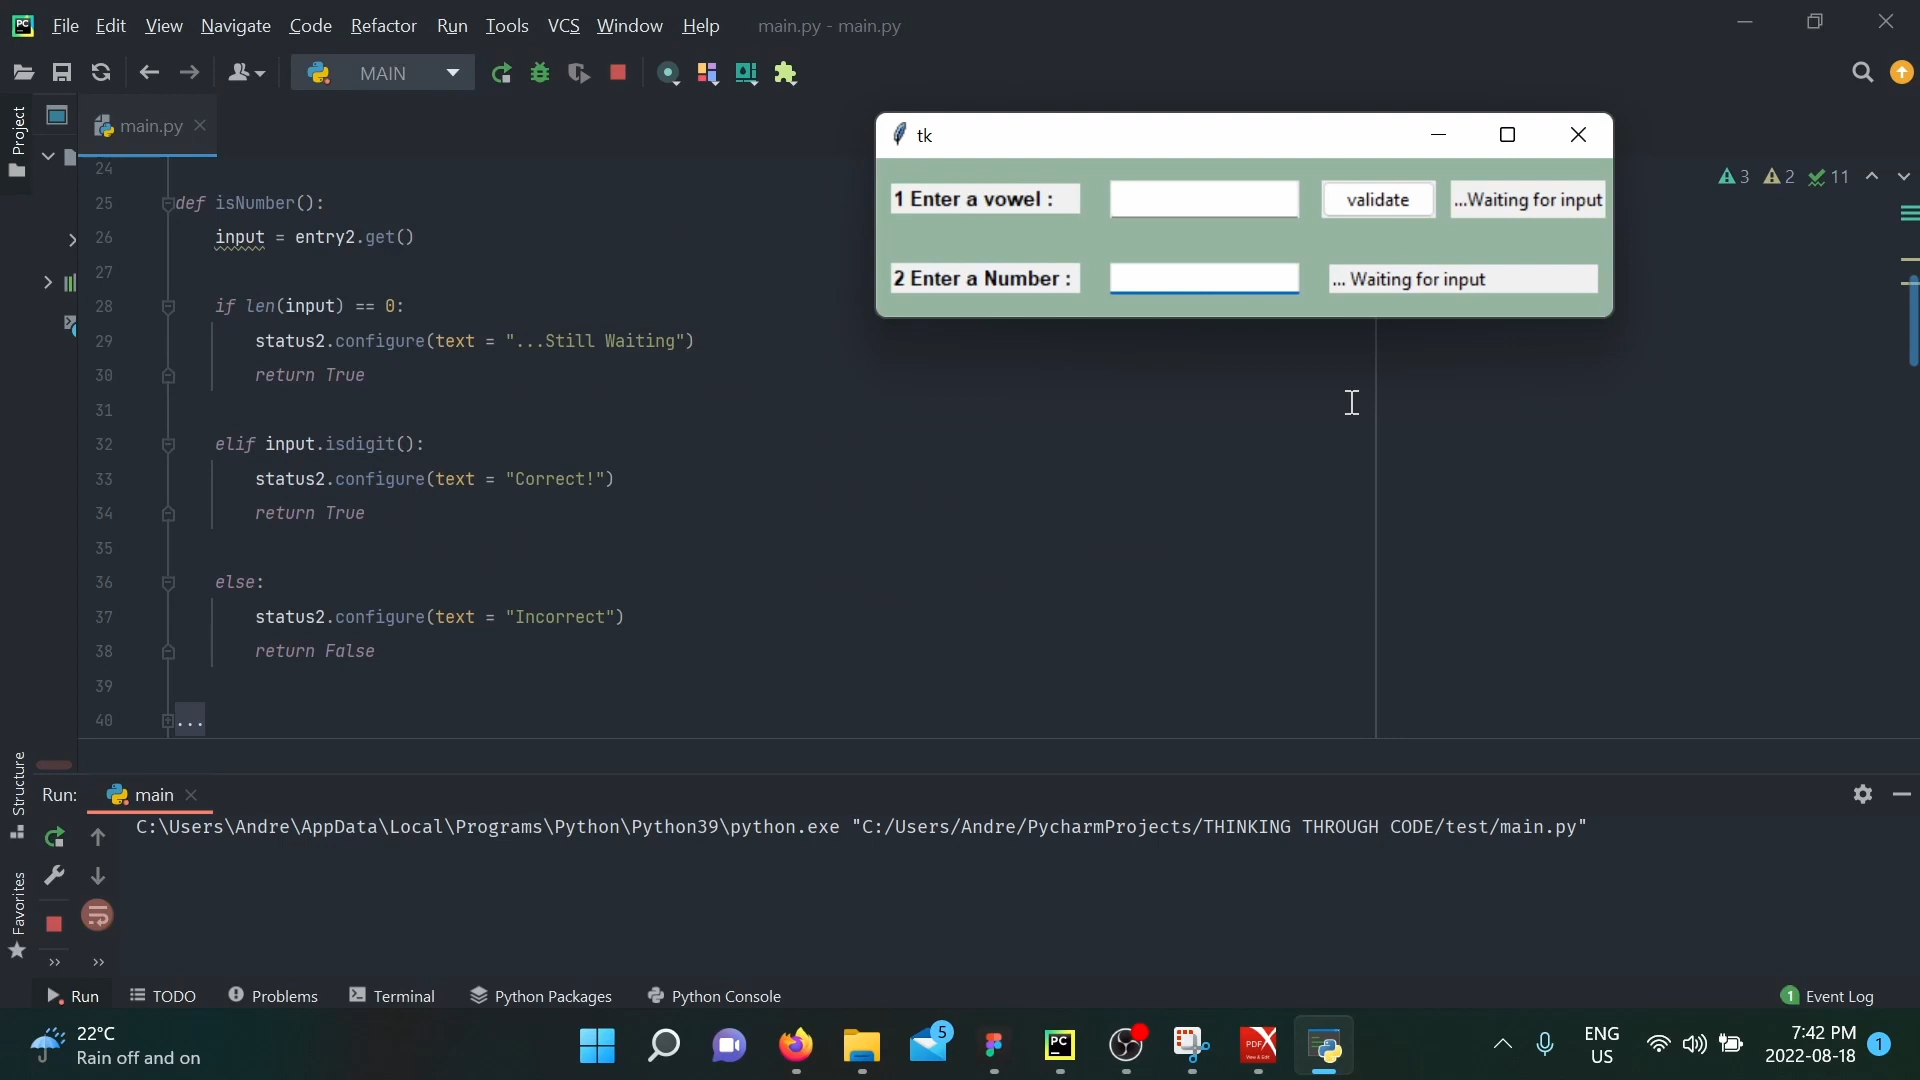 File Edit View Navigate Code Refactor Run Tools VCS Window Help main.py - main.py
MAIN
Project
main.py
tk
1 Enter a vowel :
validate
...Waiting for input
2 Enter a Number :
... Waiting for input
3 2 11
24
25 def isNumber():
26 input = entry2.get()
27
28 if len(input) == 0:
29 status2.configure(text = "...Still Waiting")
30 return True
31
32 elif input.isdigit():
33 status2.configure(text = "Correct!")
34 return True
35
36 else:
37 status2.configure(text = "Incorrect")
38 return False
39
40 ...
Structure
Favorites
Run: main
C:\Users\Andre\AppData\Local\Programs\Python\Python39\python.exe "C:/Users/Andre/PycharmProjects/THINKING THROUGH CODE/test/main.py"
Run TODO Problems Terminal Python Packages Python Console 1 Event Log
22°C
Rain off and on
5
PC
PDF
ENG
US
7:42 PM
2022-08-18
1